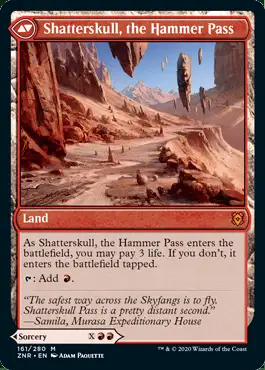 Shatterskull, the Hammer Pass
Land
As Shatterskull, the Hammer Pass enters the
battlefield, you may pay 3 life. If you don't, it
enters the battlefield tapped.
: Add .
"The safest way across the Skyfangs is to fly.
Shatterskull Pass is a pretty distant second."
—Samila, Murasa Expeditionary House
Sorcery X
161/280 M
ZNR • EN Adam Paquette
™ & © 2020 Wizards of the Coast